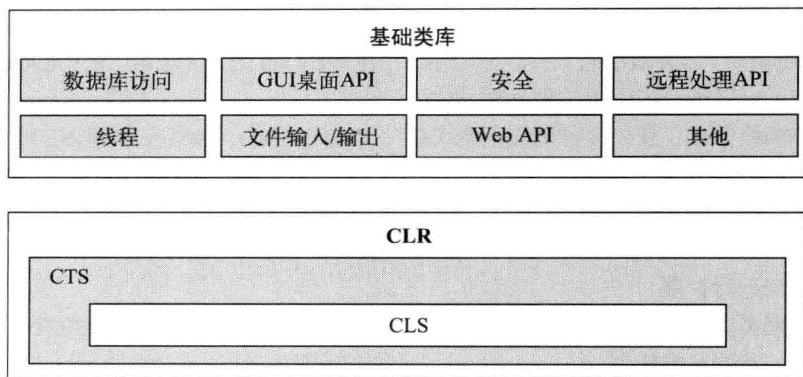 基础类库
数据库访问 GUI桌面API 安全 远程处理API
线程 文件输入/输出 Web API 其他
CLR
CTS
CLS